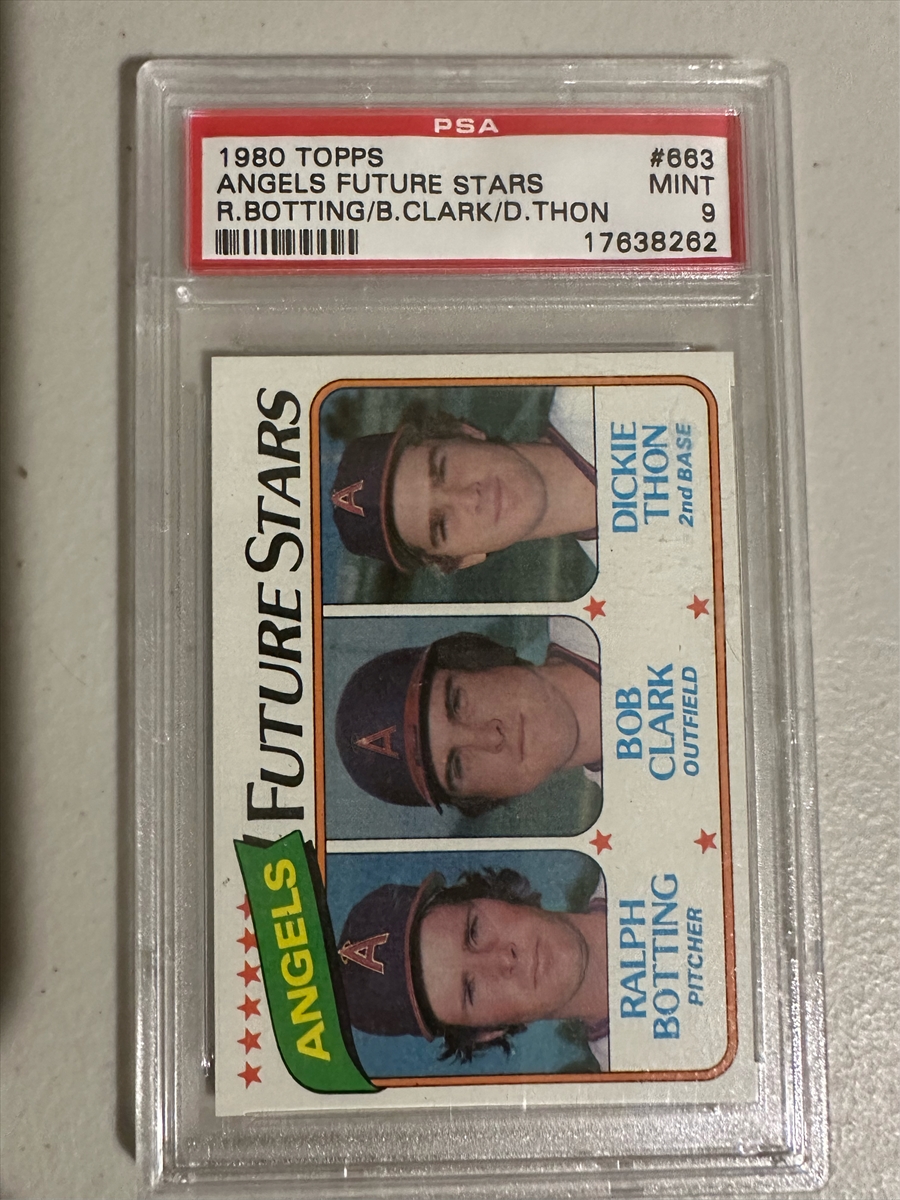 PSA
1980 TOPPS #663
ANGELS FUTURE STARS MINT
R.BOTTING/B.CLARK/D.THON 9
17638262
ANGELS FUTURE STARS
A
A
A
RALPH
BOTTING
PITCHER
BOB
CLARK
OUTFIELD
DICKIE
THON
2nd BASE